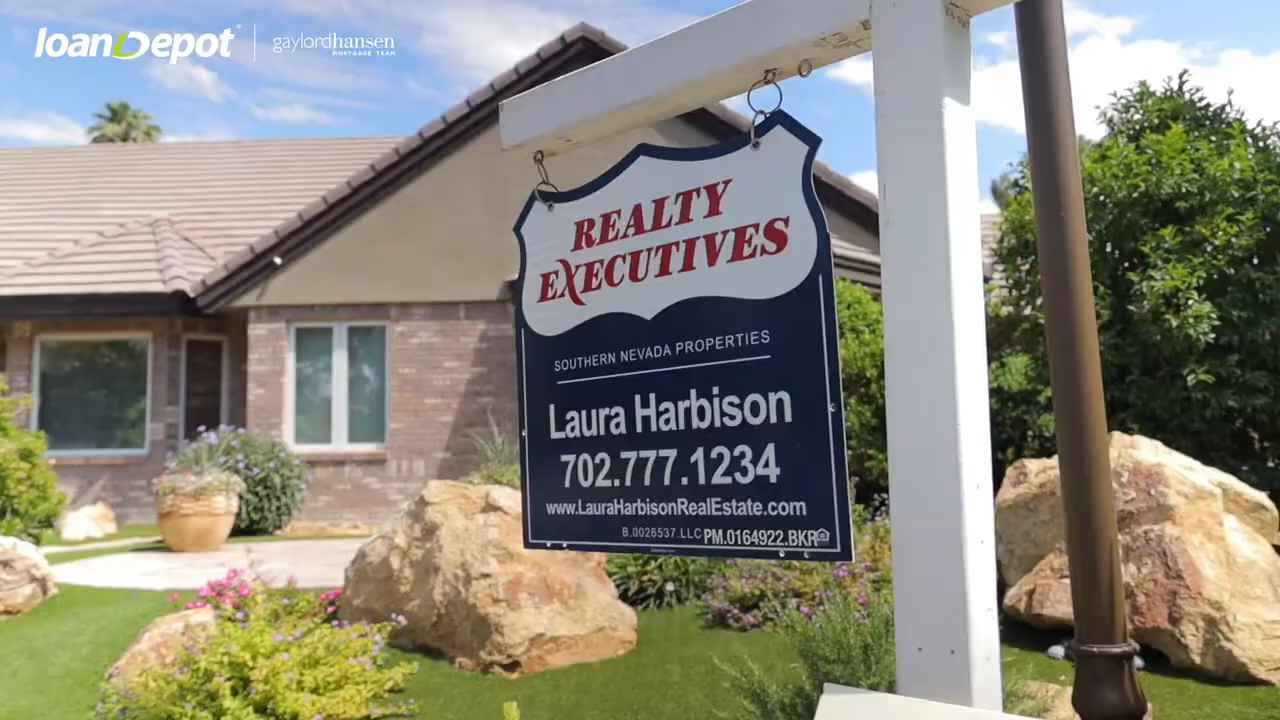 loanDepot
gaylordhansen
MORTGAGE TEAM
REALTY
EXECUTIVES
SOUTHERN NEVADA PROPERTIES
Laura Harbison
702.777.1234
www.LauraHarbisonRealEstate.com
B.0026537.LLC PM.0164922.BKR